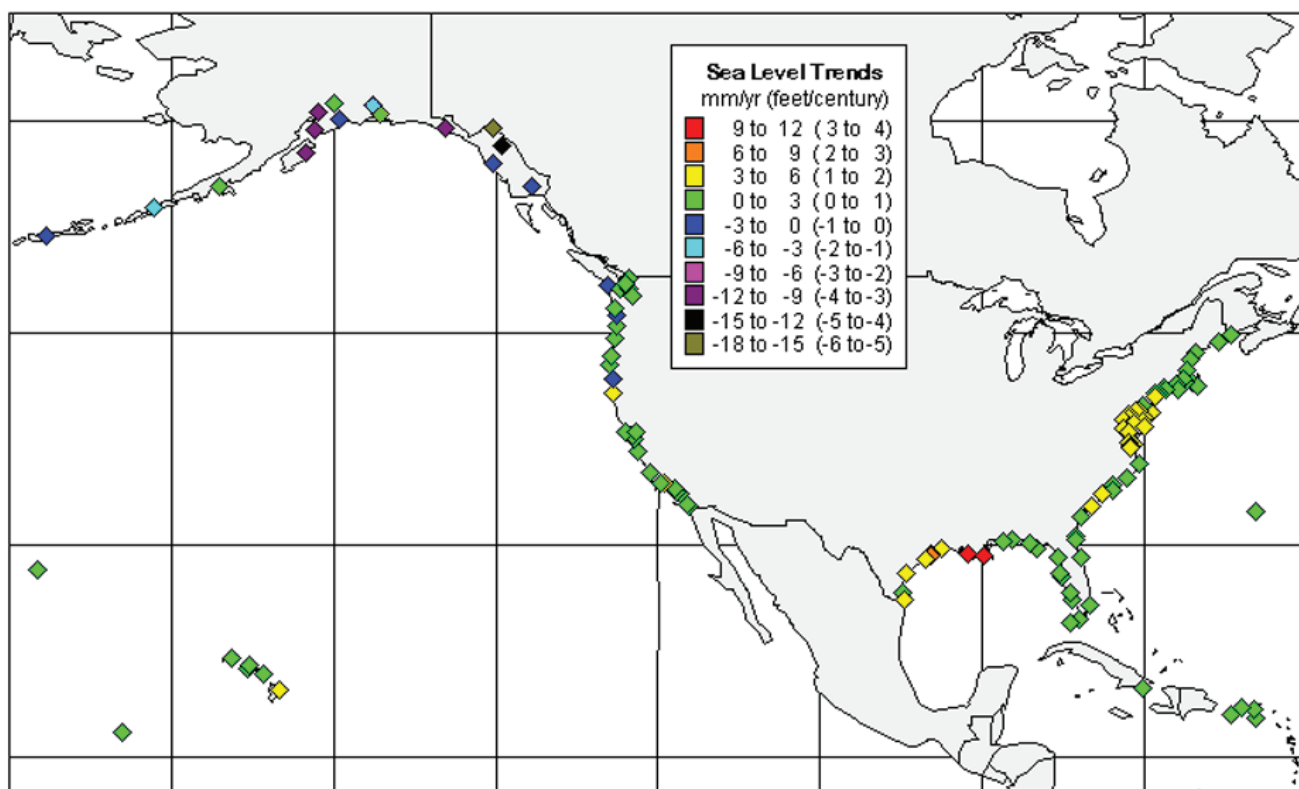 Sea Level Trends
mm/yr (feet/century)
9 to 12 ( 3 to 4)
6 to 9 ( 2 to 3)
3 to 6 ( 1 to 2)
0 to 3 ( 0 to 1)
-3 to 0 (-1 to 0)
-6 to -3 (-2 to -1)
-9 to -6 (-3 to -2)
-12 to -9 (-4 to -3)
-15 to -12 (-5 to -4)
-18 to -15 (-6 to -5)